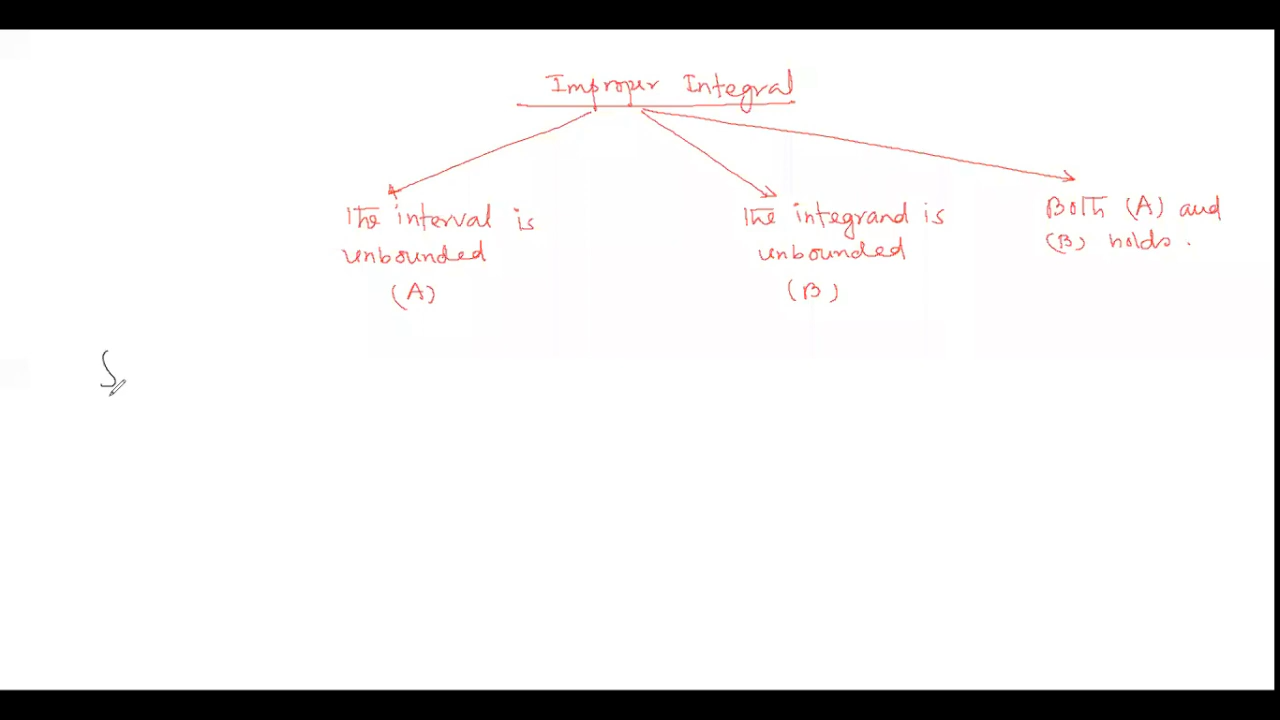 Improper Integral
The interval is
unbounded
(A)
The integrand is
unbounded
(B)
Both (A) and
(B) holds.
S